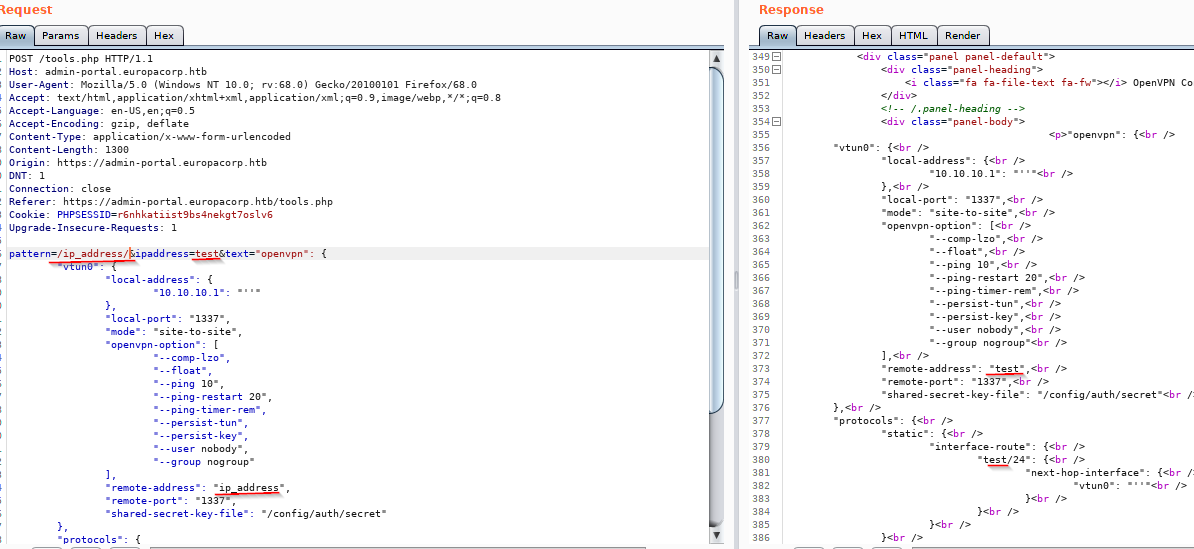 Request
Raw Params Headers Hex
POST /tools.php HTTP/1.1
Host: admin-portal.europacorp.htb
User-Agent: Mozilla/5.0 (Windows NT 10.0; rv:68.0) Gecko/20100101 Firefox/68.0
Accept: text/html,application/xhtml+xml,application/xml;q=0.9,image/webp,*/*;q=0.8
Accept-Language: en-US,en;q=0.5
Accept-Encoding: gzip, deflate
Content-Type: application/x-www-form-urlencoded
Content-Length: 1300
Origin: https://admin-portal.europacorp.htb
DNT: 1
Connection: close
Referer: https://admin-portal.europacorp.htb/tools.php
Cookie: PHPSESSID=r6nhkatiist9bs4nekgt7oslv6
Upgrade-Insecure-Requests: 1
pattern=/ip_address/&ipaddress=test&text="openvpn": {
"vtun0": {
"local-address": {
"10.10.10.1": "''"
},
"local-port": "1337",
"mode": "site-to-site",
"openvpn-option": [
"--comp-lzo",
"--float",
"--ping 10",
"--ping-restart 20",
"--ping-timer-rem",
"--persist-tun",
"--persist-key",
"--user nobody",
"--group nogroup"
],
"remote-address": "ip_address",
"remote-port": "1337",
"shared-secret-key-file": "/config/auth/secret"
},
"protocols": {
Response
Raw Headers Hex HTML Render
349 <div class="panel panel-default">
350 <div class="panel-heading">
351 <i class="fa fa-file-text fa-fw"></i> OpenVPN Co
352 </div>
353 <!-- /.panel-heading -->
354 <div class="panel-body">
355 <p>"openvpn": {<br />
356 "vtun0": {<br />
357 "local-address": {<br />
358 "10.10.10.1": "''"<br />
359 },<br />
360 "local-port": "1337",<br />
361 "mode": "site-to-site",<br />
362 "openvpn-option": [<br />
363 "--comp-lzo",<br />
364 "--float",<br />
365 "--ping 10",<br />
366 "--ping-restart 20",<br />
367 "--ping-timer-rem",<br />
368 "--persist-tun",<br />
369 "--persist-key",<br />
370 "--user nobody",<br />
371 "--group nogroup"<br />
372 ],<br />
373 "remote-address": "test",<br />
374 "remote-port": "1337",<br />
375 "shared-secret-key-file": "/config/auth/secret"<br /
376 },<br />
377 "protocols": {<br />
378 "static": {<br />
379 "interface-route": {<br />
380 "test/24": {<br />
381 "next-hop-interface": {<br /
382 "vtun0": "''"<br />
383 }<br />
384 }<br />
385 }<br />
386 }<br />